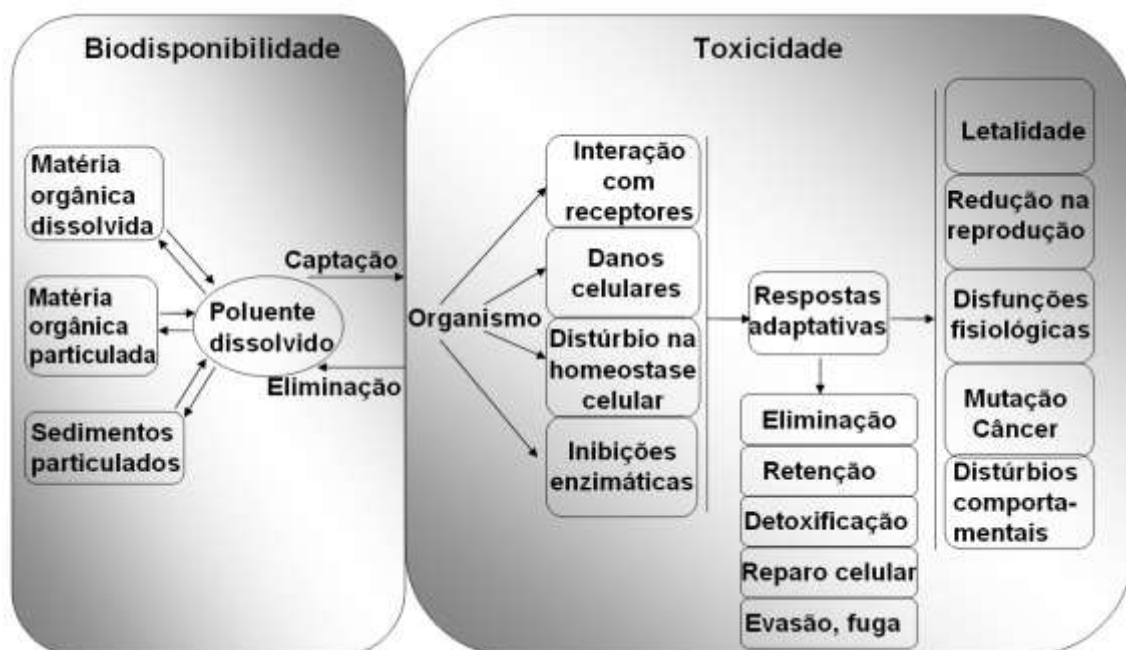 Biodisponibilidade
Matéria
orgânica
dissolvida
Matéria
orgânica
particulada
Sedimentos
particulados
Poluente
dissolvido
Captação
Eliminação
Toxicidade
Organismo
Interação
com
receptores
Danos
celulares
Distúrbio na
homeostase
celular
Inibições
enzimáticas
Respostas
adaptativas
Eliminação
Retenção
Detoxificação
Reparo celular
Evasão, fuga
Letalidade
Redução na
reprodução
Disfunções
fisiológicas
Mutação
Câncer
Distúrbios
comporta-
mentais